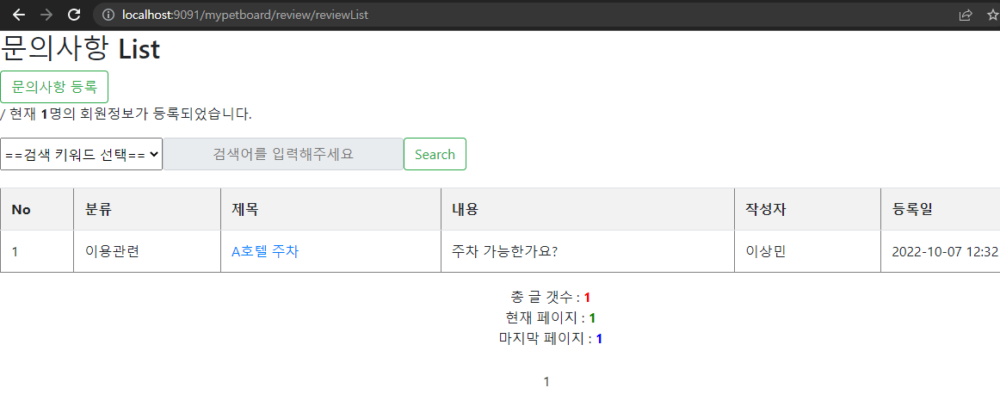 localhost:9091/mypetboard/review/reviewList
문의사항 List
문의사항 등록
/ 현재 1명의 회원정보가 등록되었습니다.
==검색 키워드 선택== 검색어를 입력해주세요 Search
No 분류 제목 내용 작성자 등록일
1 이용관련 A호텔 주차 주차 가능한가요? 이상민 2022-10-07 12:32
총 글 갯수 : 1
현재 페이지 : 1
마지막 페이지 : 1
1